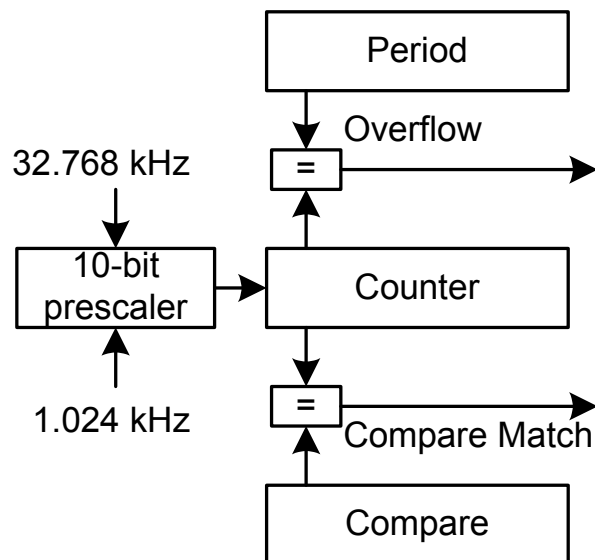 Period
Overflow
=
32.768 kHz
10-bit
prescaler
Counter
1.024 kHz
=
Compare Match
Compare